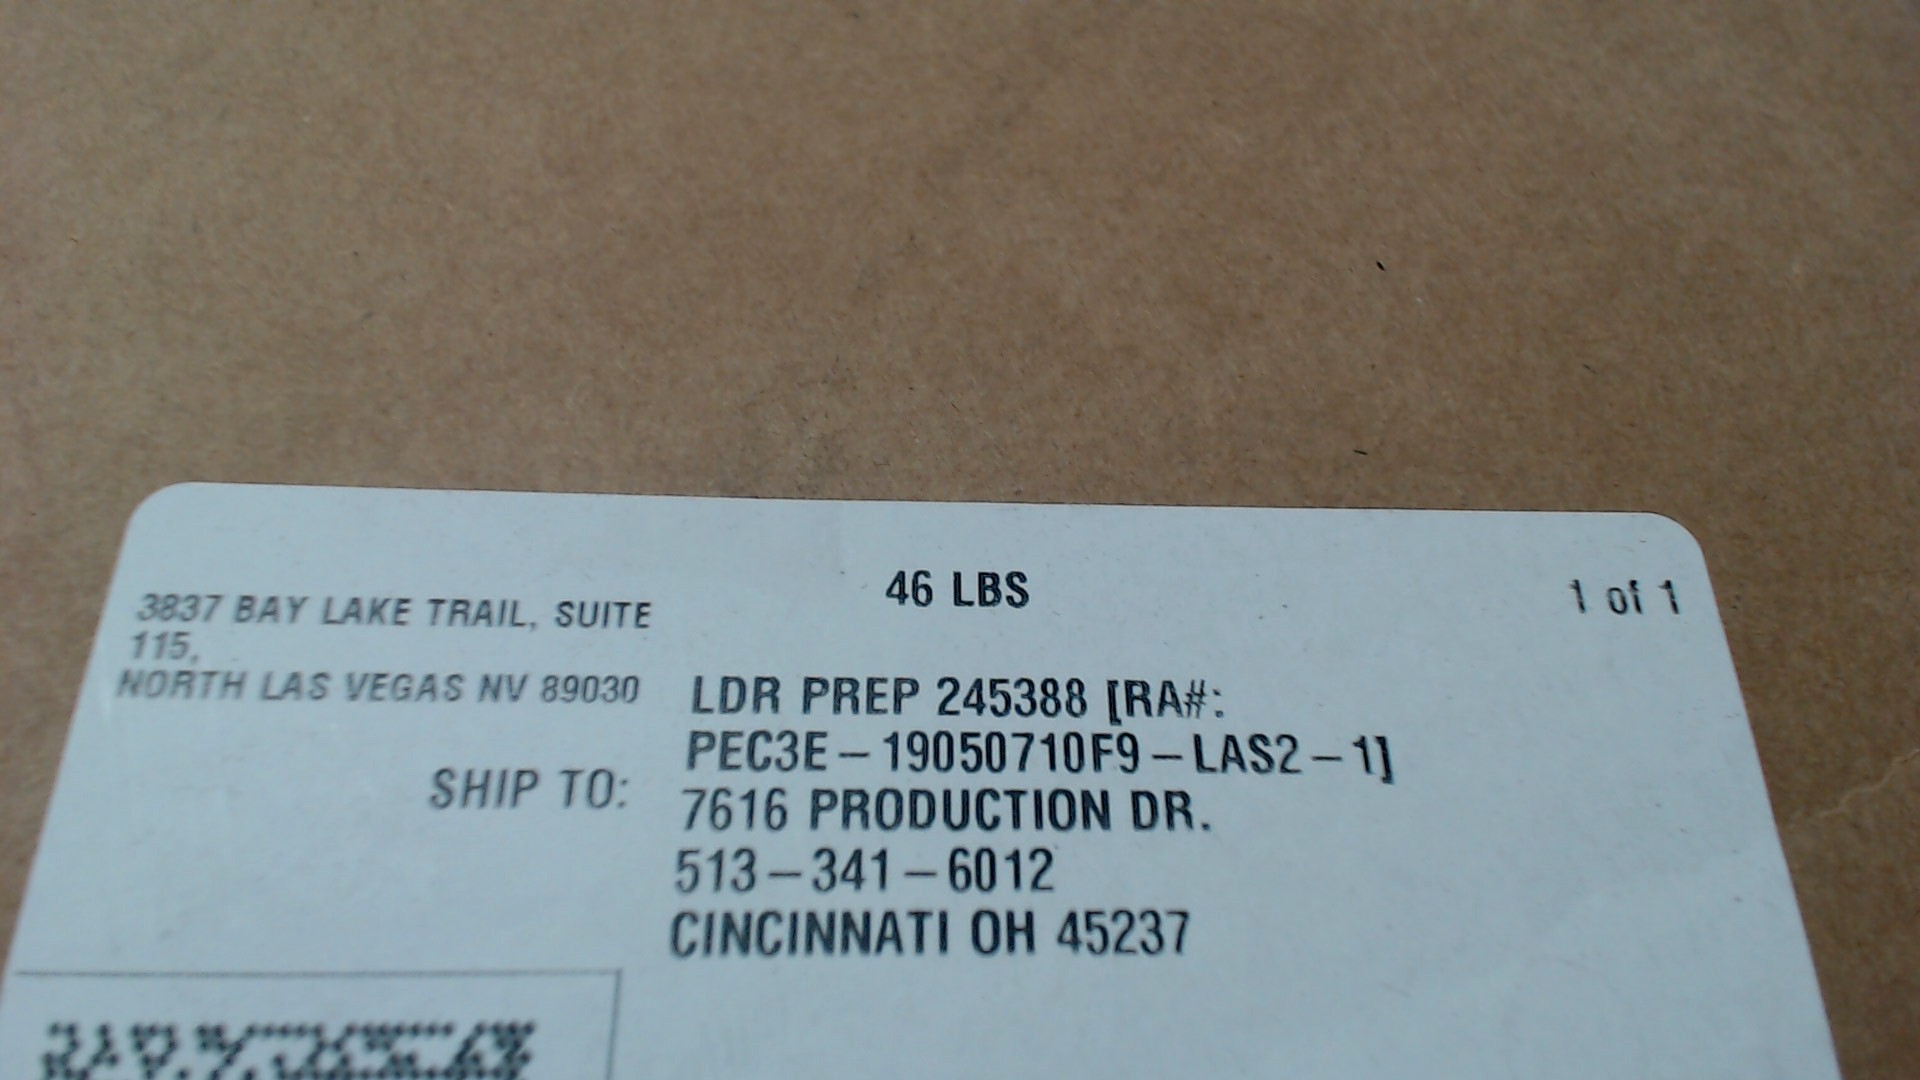 46 LBS
1 of 1
3837 BAY LAKE TRAIL, SUITE
115,
NORTH LAS VEGAS NV 89030
SHIP TO:
LDR PREP 245388 [RA#:
PEC3E-19050710F9-LAS2-1]
7616 PRODUCTION DR.
513-341-6012
CINCINNATI OH 45237